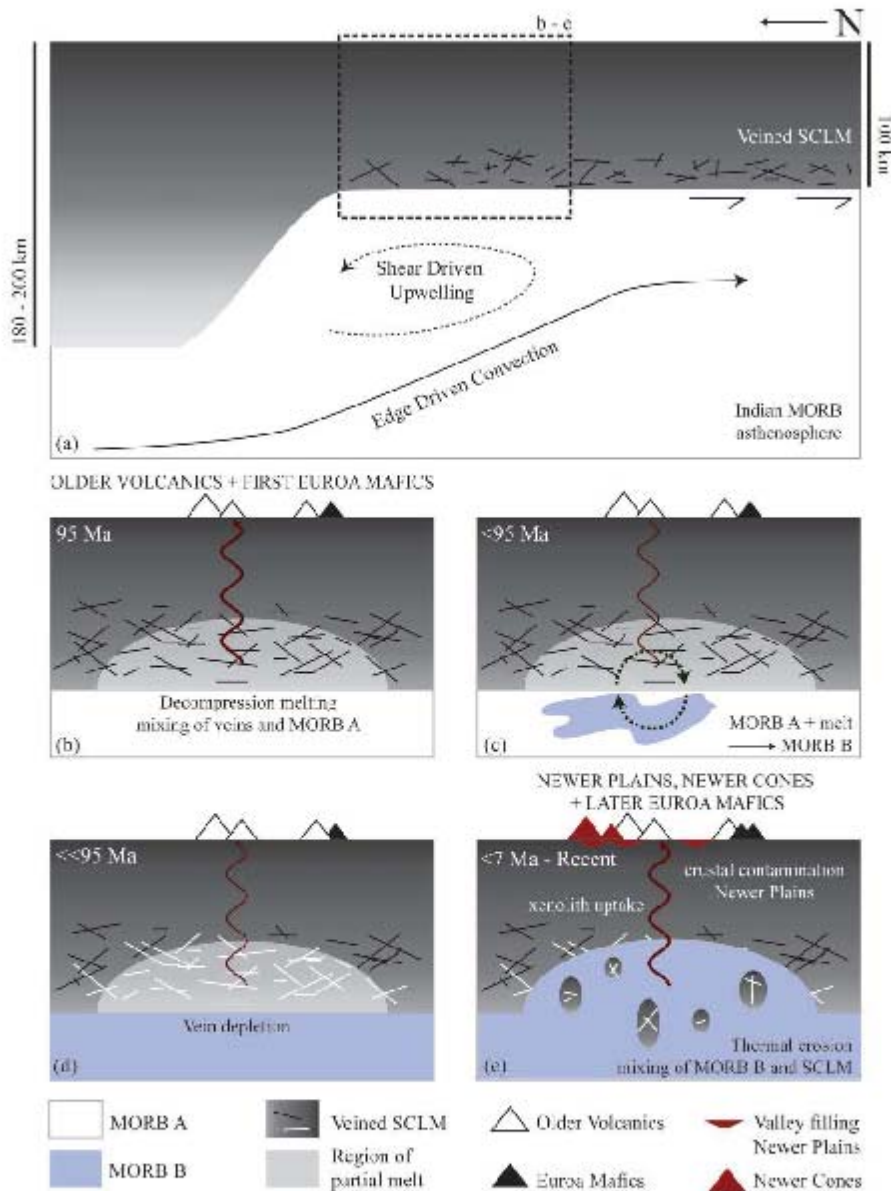 b - e
N
Veined SCLM
100 km
180 - 200 km
Shear Driven
Upwelling
Edge Driven Convection
Indian MORB
asthenosphere
(a)
OLDER VOLCANICS + FIRST EUROA MAFICS
95 Ma
Decompression melting
mixing of veins and MORB A
(b)
<95 Ma
MORB A + melt
MORB B
(c)
<<95 Ma
Vein depletion
(d)
NEWER PLAINS, NEWER CONES
+ LATER EUROA MAFICS
<7 Ma - Recent
crustal contamination
Newer Plains
xenolith uptake
Thermal erosion
mixing of MORB B and SCLM
(e)
MORB A
Veined SCLM
Older Volcanics
Valley filling
Newer Plains
MORB B
Region of
partial melt
Euroa Mafics
Newer Cones